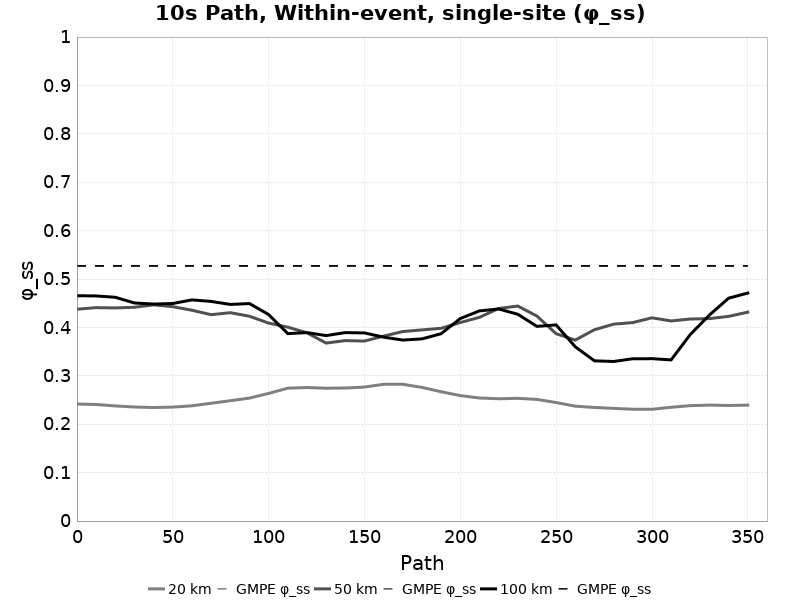 10s Path, Within-event, single-site (φ_ss)
1
0.9
0.8
0.7
0.6
0.5
0.4
0.3
0.2
0.1
0
φ_ss
0 50 100 150 200 250 300 350
Path
20 km GMPE φ_ss 50 km GMPE φ_ss 100 km GMPE φ_ss